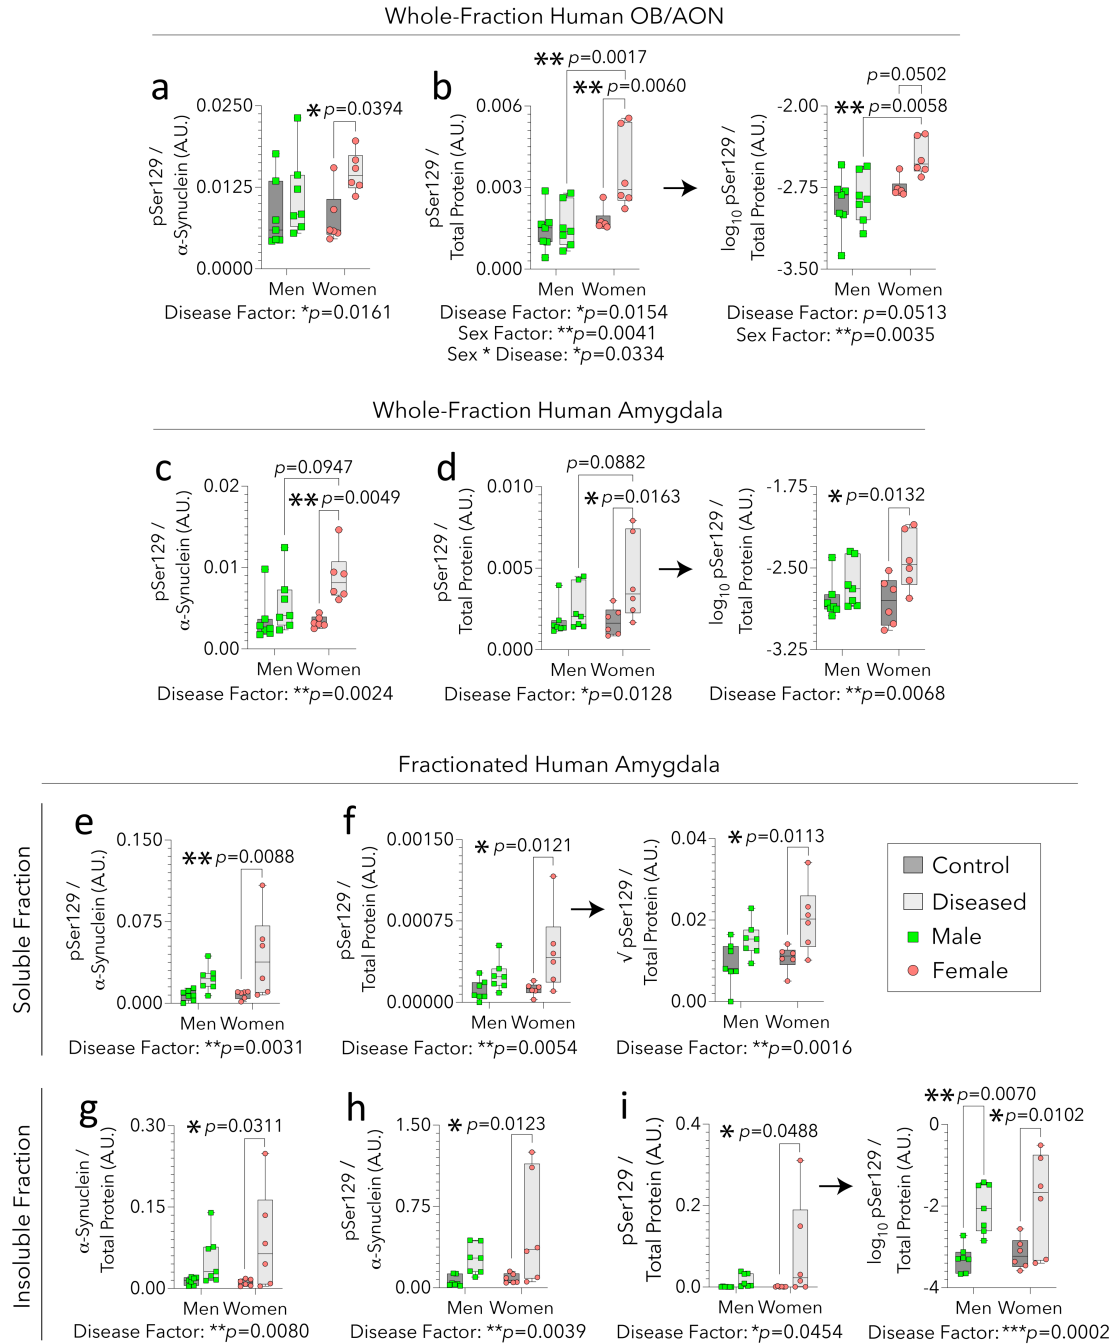 Whole-Fraction Human OB/AON
a
pSer129 /
α-Synuclein (A.U.)
0.0250
0.0125
0.0000
* p=0.0394
Men Women
Disease Factor: *p=0.0161
b
pSer129 /
Total Protein (A.U.)
0.006
0.003
0.000
** p=0.0017
** p=0.0060
Men Women
Disease Factor: *p=0.0154
Sex Factor: **p=0.0041
Sex * Disease: *p=0.0334
log10 pSer129 /
Total Protein (A.U.)
-2.00
-2.75
-3.50
p=0.0502
** p=0.0058
Men Women
Disease Factor: p=0.0513
Sex Factor: **p=0.0035
Whole-Fraction Human Amygdala
c
pSer129 /
α-Synuclein (A.U.)
0.02
0.01
0.00
p=0.0947
** p=0.0049
Men Women
Disease Factor: **p=0.0024
d
pSer129 /
Total Protein (A.U.)
0.010
0.005
0.000
p=0.0882
* p=0.0163
Men Women
Disease Factor: *p=0.0128
log10 pSer129 /
Total Protein (A.U.)
-1.75
-2.50
-3.25
* p=0.0132
Men Women
Disease Factor: **p=0.0068
Fractionated Human Amygdala
Soluble Fraction
e
pSer129 /
α-Synuclein (A.U.)
0.150
0.075
0.000
** p=0.0088
Men Women
Disease Factor: **p=0.0031
f
pSer129 /
Total Protein (A.U.)
0.00150
0.00075
0.00000
* p=0.0121
Men Women
Disease Factor: **p=0.0054
√ pSer129 /
Total Protein (A.U.)
0.04
0.02
0.00
* p=0.0113
Men Women
Disease Factor: **p=0.0016
Control
Diseased
Male
Female
Insoluble Fraction
g
α-Synuclein /
Total Protein (A.U.)
0.30
0.15
0.00
* p=0.0311
Men Women
Disease Factor: **p=0.0080
h
pSer129 /
α-Synuclein (A.U.)
1.50
0.75
0.00
* p=0.0123
Men Women
Disease Factor: **p=0.0039
i
pSer129 /
Total Protein (A.U.)
0.4
0.2
0.0
* p=0.0488
Men Women
Disease Factor: *p=0.0454
log10 pSer129 /
Total Protein (A.U.)
0
-2
-4
** p=0.0070
* p=0.0102
Men Women
Disease Factor: ***p=0.0002